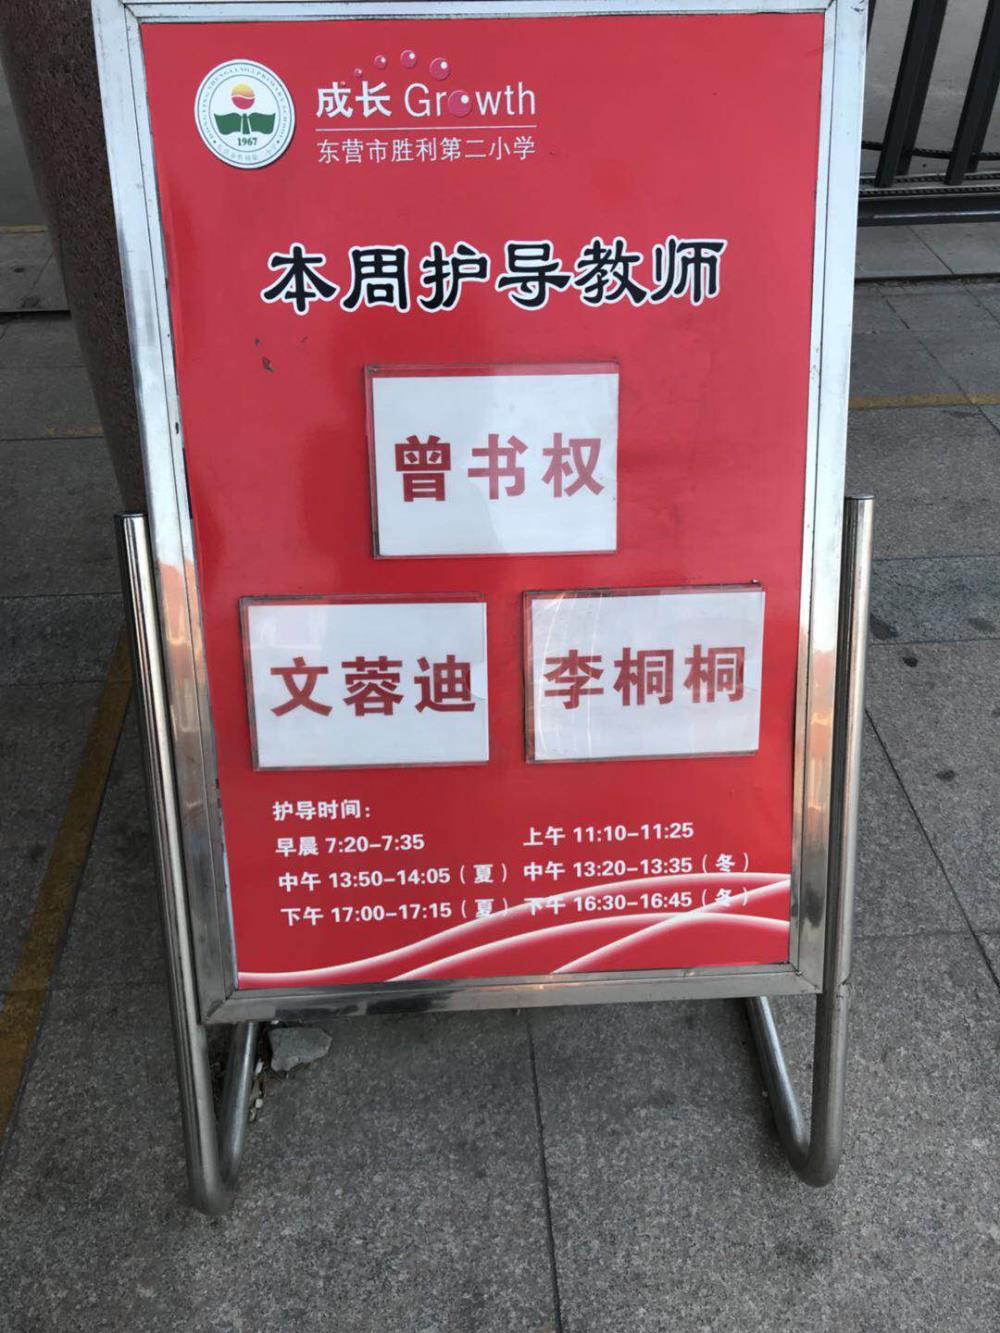 成长 Growth
东营市胜利第二小学
1967
本周护导教师
曾书权
文蓉迪 李桐桐
护导时间：
早晨 7:20-7:35 上午 11:10-11:25
中午 13:50-14:05（夏） 中午 13:20-13:35（冬）
下午 17:00-17:15（夏） 下午 16:30-16:45（冬）